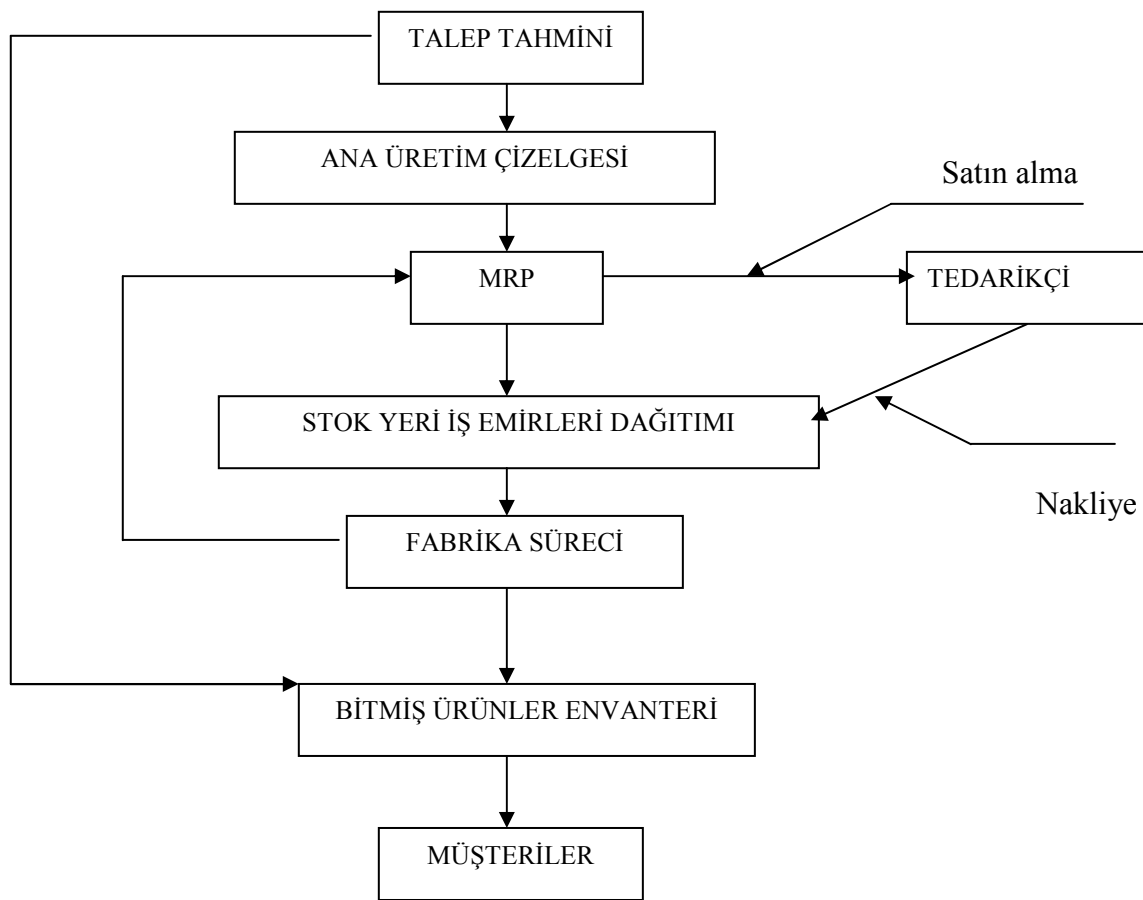 TALEP TAHMİNİ
ANA ÜRETİM ÇİZELGESİ
Satın alma
MRP
TEDARİKÇİ
STOK YERİ İŞ EMİRLERİ DAĞITIMI
Nakliye
FABRİKA SÜRECİ
BİTMİŞ ÜRÜNLER ENVANTERİ
MÜŞTERİLER